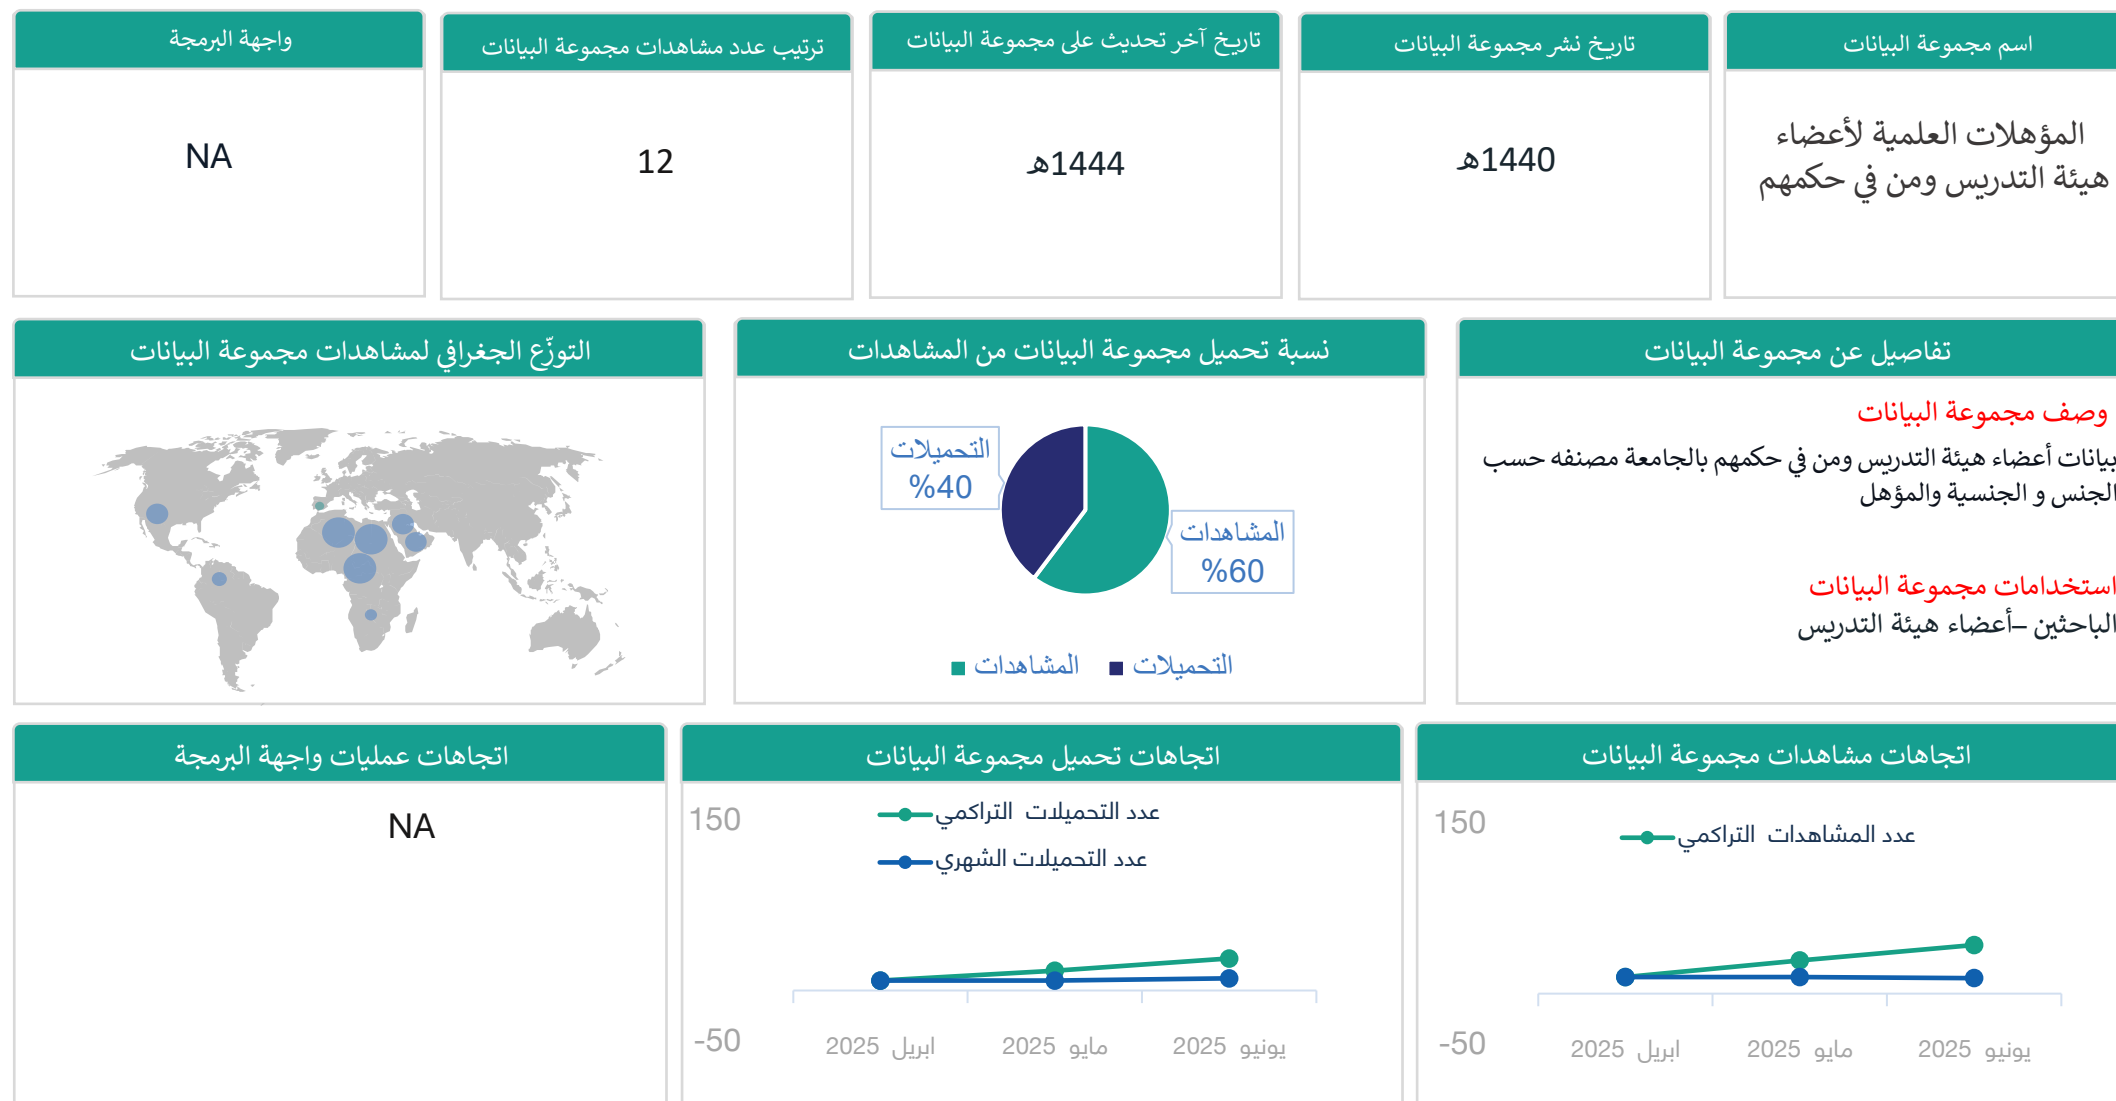 اسم مجموعة البيانات
المؤهلات العلمية لأعضاء
هيئة التدريس ومن في حكمهم
تاريخ نشر مجموعة البيانات
1440هـ
تاريخ آخر تحديث على مجموعة البيانات
1444هـ
ترتيب عدد مشاهدات مجموعة البيانات
12
واجهة البرمجة
NA
تفاصيل عن مجموعة البيانات
وصف مجموعة البيانات
بيانات أعضاء هيئة التدريس ومن في حكمهم بالجامعة مصنفه حسب
الجنس و الجنسية والمؤهل
استخدامات مجموعة البيانات
الباحثين –أعضاء هيئة التدريس
نسبة تحميل مجموعة البيانات من المشاهدات
التحميلات
%40
المشاهدات
%60
التحميلات
المشاهدات
التوزّع الجغرافي لمشاهدات مجموعة البيانات
اتجاهات مشاهدات مجموعة البيانات
150
عدد المشاهدات التراكمي
-50
ابريل 2025
مايو 2025
يونيو 2025
اتجاهات تحميل مجموعة البيانات
150
عدد التحميلات التراكمي
عدد التحميلات الشهري
-50
ابريل 2025
مايو 2025
يونيو 2025
اتجاهات عمليات واجهة البرمجة
NA